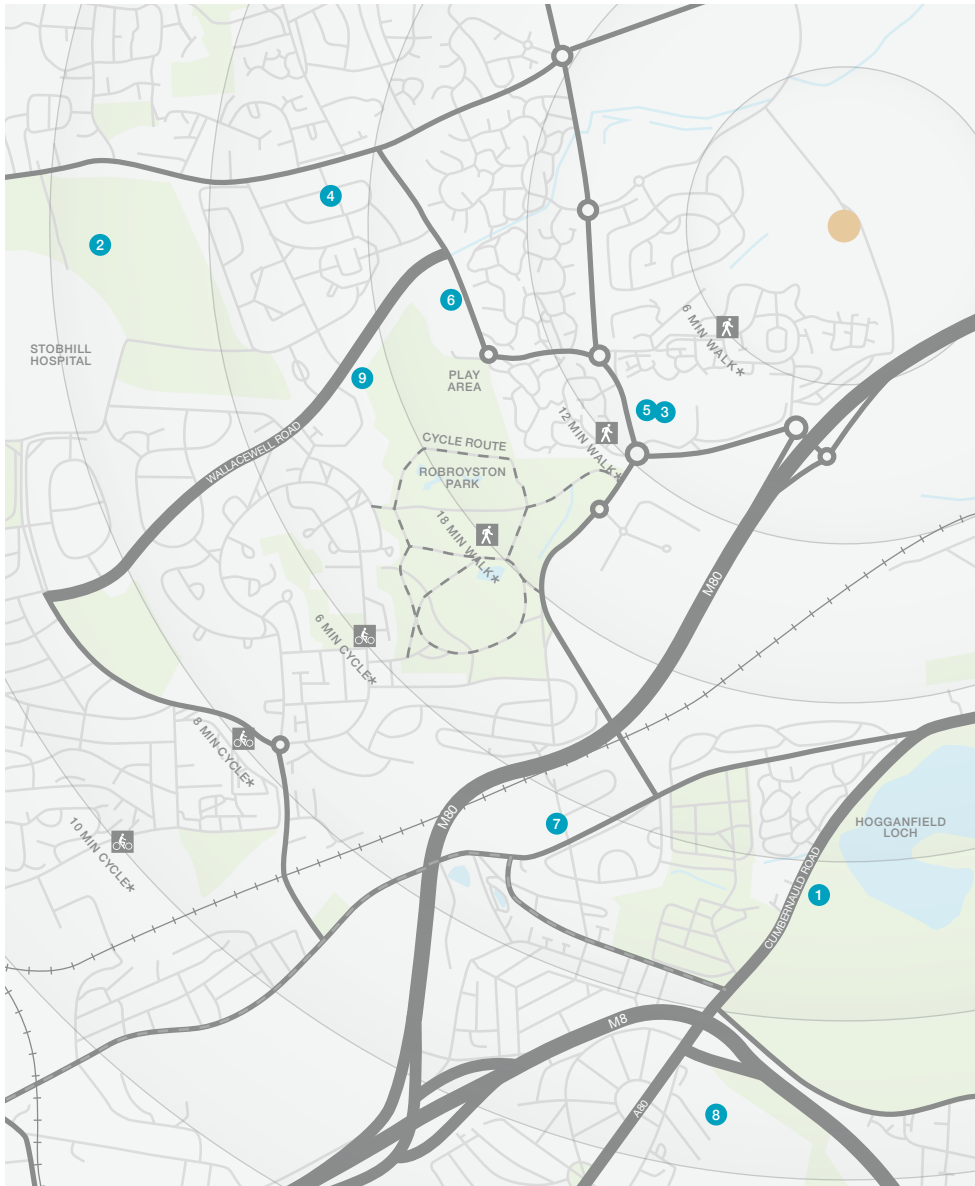 4
2
6
6 MIN WALK*
STOBHILL
HOSPITAL
9
PLAY
AREA
5
3
12 MIN WALK*
WALLACEWELL ROAD
CYCLE ROUTE
ROBROYSTON
PARK
18 MIN WALK*
M80
6 MIN CYCLE*
8 MIN CYCLE*
10 MIN CYCLE*
M80
7
HOGGANFIELD
LOCH
1
CUMBERNAULD ROAD
M8
A80
8